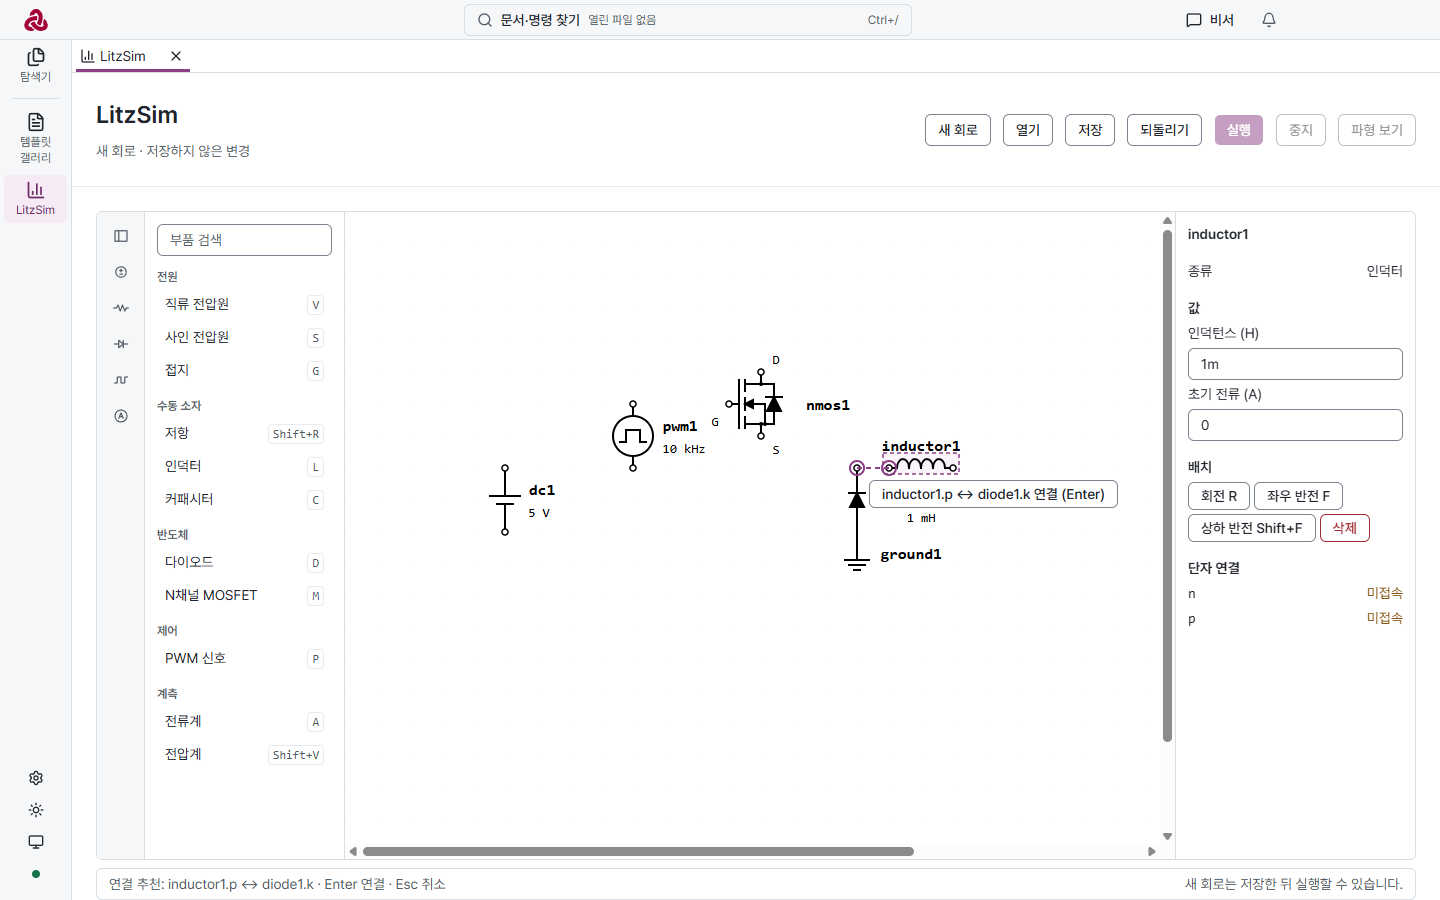 문서·명령 찾기 열린 파일 없음 Ctrl+/
비서
탐색기
템플릿
갤러리
LitzSim
LitzSim
LitzSim
새 회로 · 저장하지 않은 변경
새 회로 열기 저장 되돌리기 실행 중지 파형 보기
부품 검색
전원
직류 전압원 V
사인 전압원 S
접지 G
수동 소자
저항 Shift+R
인덕터 L
커패시터 C
반도체
다이오드 D
N채널 MOSFET M
제어
PWM 신호 P
계측
전류계 A
전압계 Shift+V
D
G
S
nmos1
pwm1
10 kHz
dc1
5 V
inductor1
inductor1.p ↔ diode1.k 연결 (Enter)
1 mH
ground1
inductor1
종류 인덕터
값
인덕턴스 (H)
1m
초기 전류 (A)
0
배치
회전 R 좌우 반전 F
상하 반전 Shift+F 삭제
단자 연결
n 미접속
p 미접속
연결 추천: inductor1.p ↔ diode1.k · Enter 연결 · Esc 취소
새 회로는 저장한 뒤 실행할 수 있습니다.